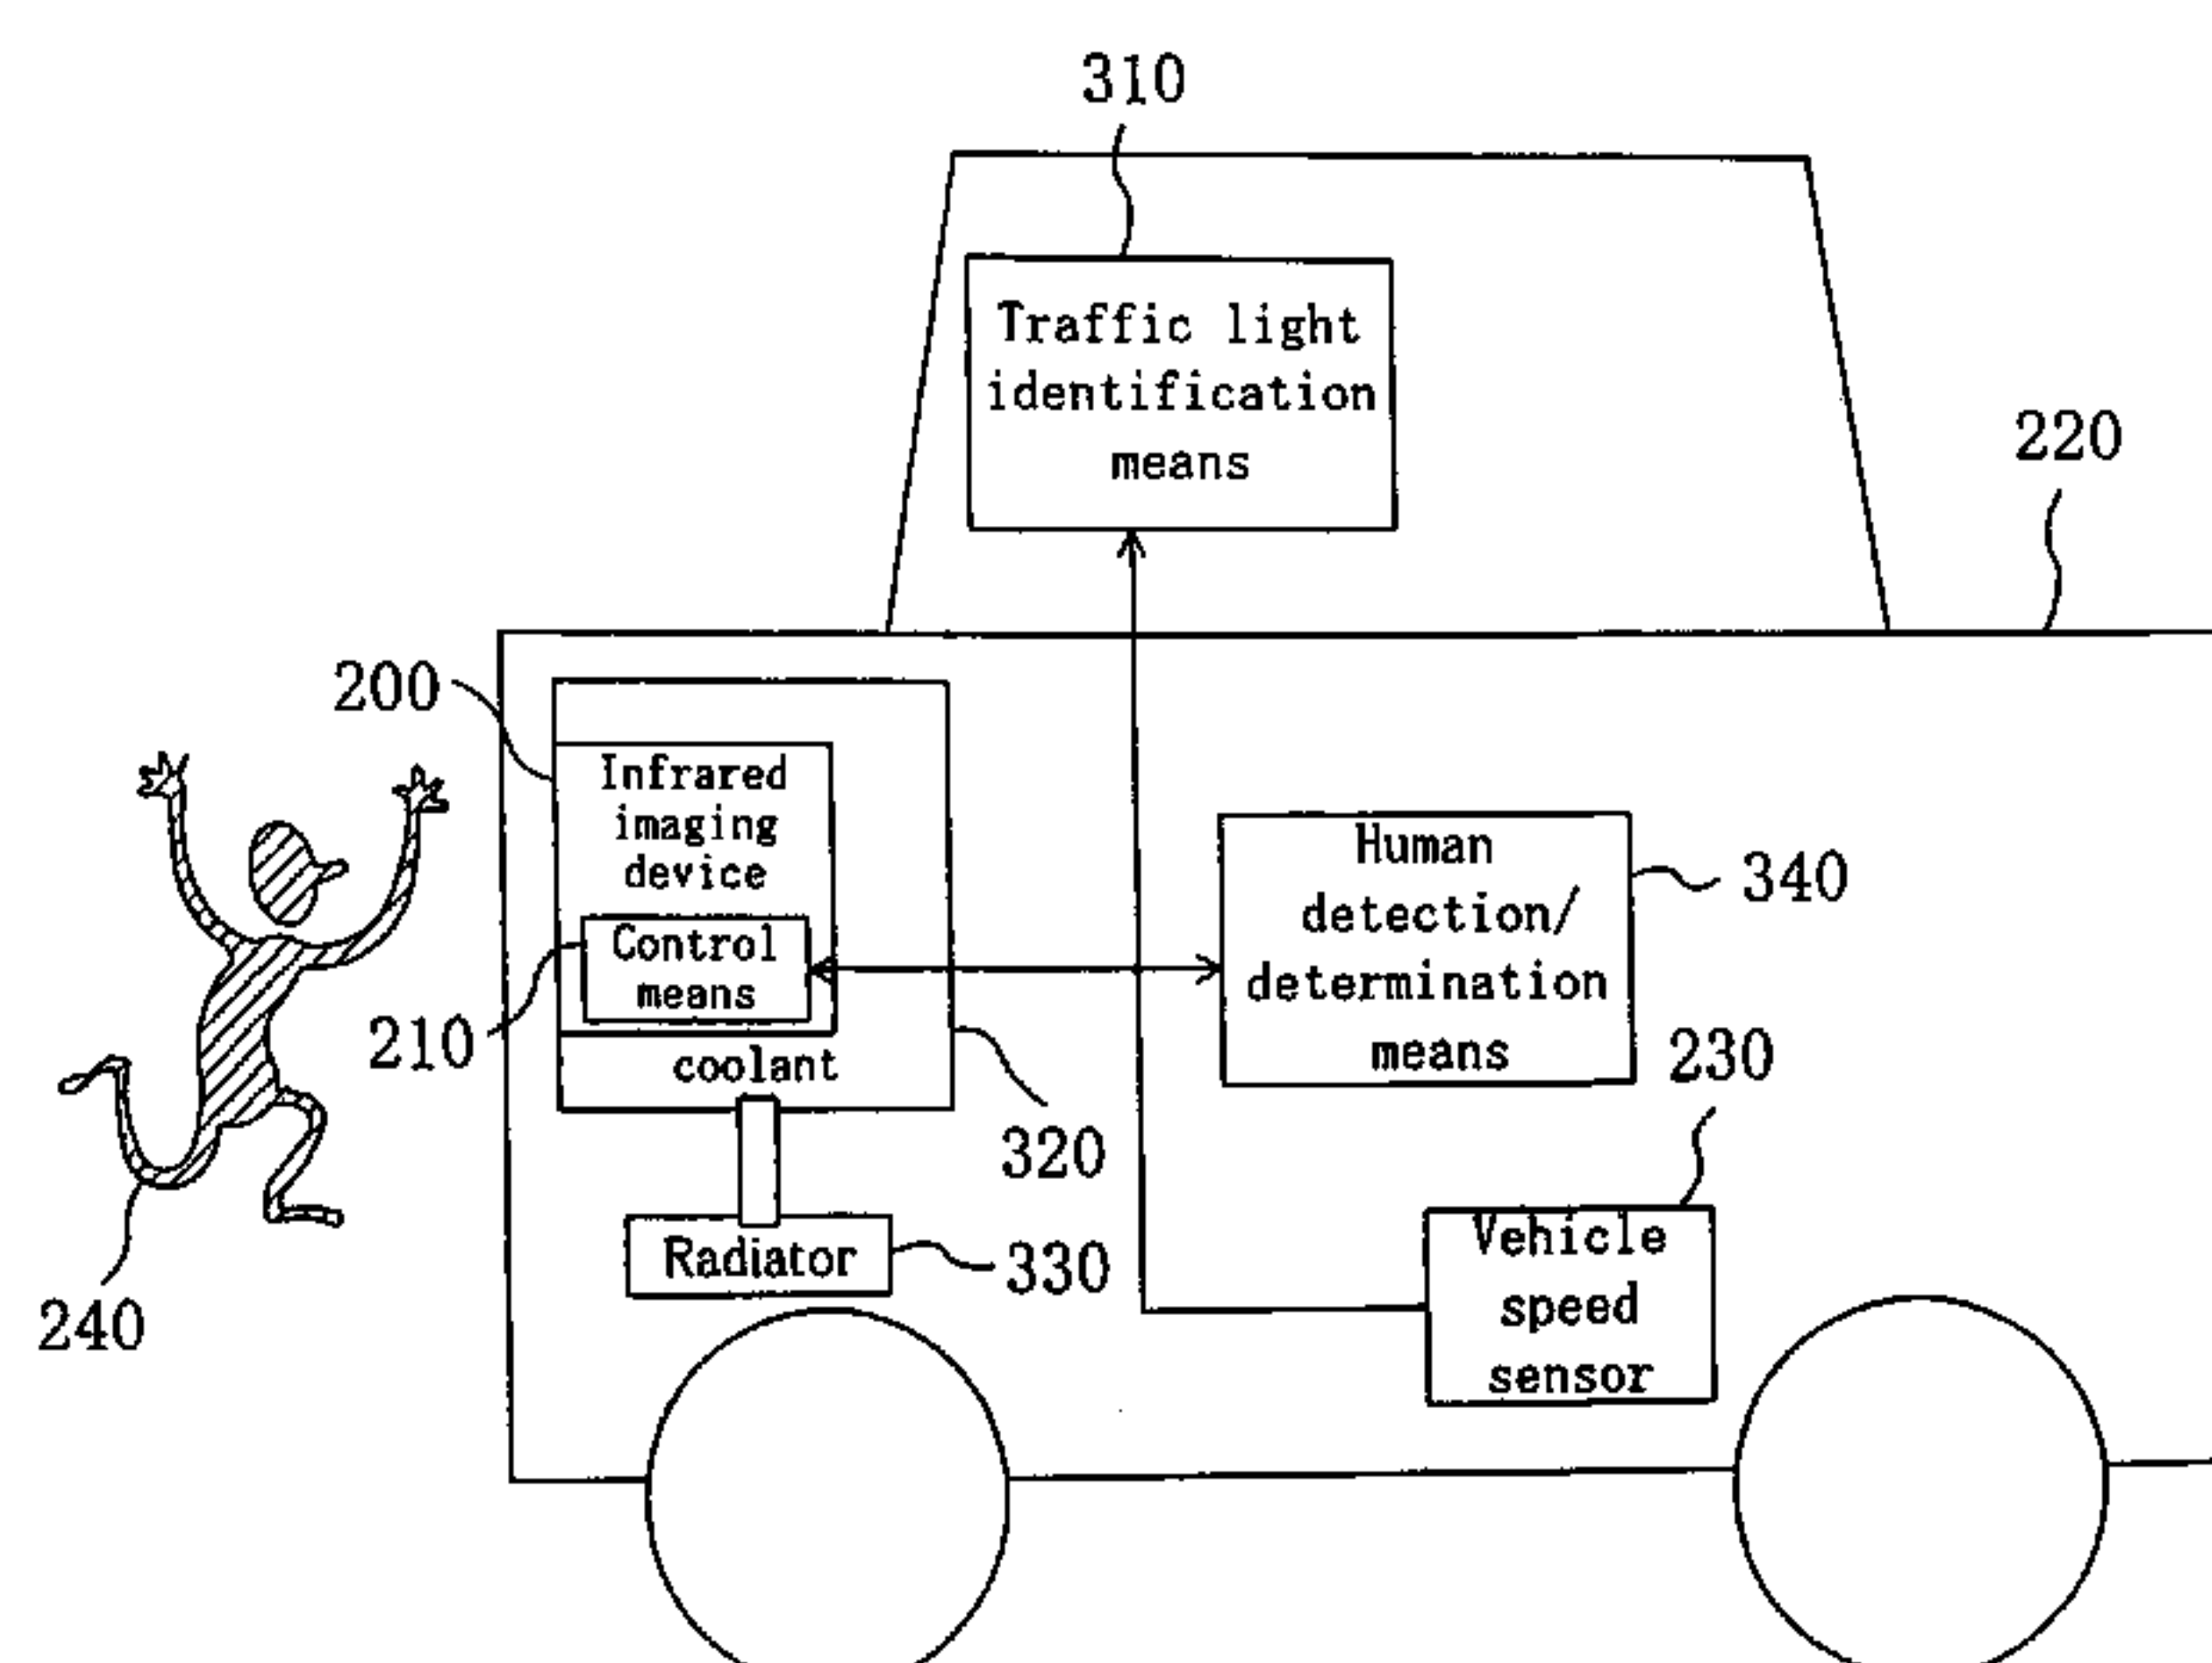 310
Traffic light
identification
means
220
200
Infrared
imaging
device
Control
means
210
coolant
320
Human
detection/
determination
means
340
230
Vehicle
speed
sensor
Radiator
330
240